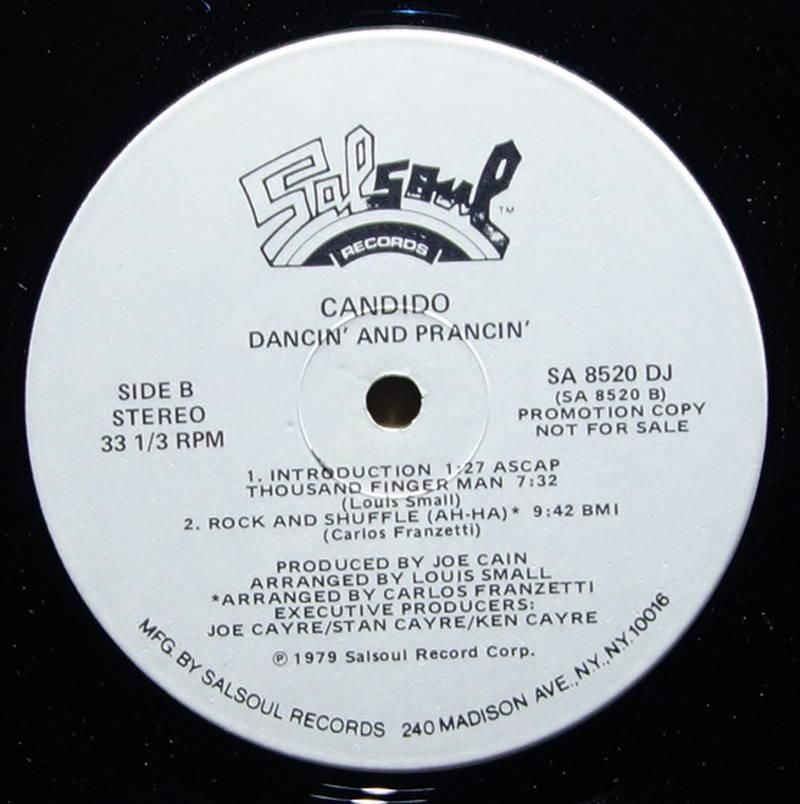 Salsoul TM
RECORDS
CANDIDO
DANCIN' AND PRANCIN'
SIDE B
STEREO
33 1/3 RPM
SA 8520 DJ
(SA 8520 B)
PROMOTION COPY
NOT FOR SALE
1. INTRODUCTION 1:27 ASCAP
THOUSAND FINGER MAN 7:32
(Louis Small)
2. ROCK AND SHUFFLE (AH-HA)* 9:42 BMI
(Carlos Franzetti)
PRODUCED BY JOE CAIN
ARRANGED BY LOUIS SMALL
*ARRANGED BY CARLOS FRANZETTI
EXECUTIVE PRODUCERS:
JOE CAYRE/STAN CAYRE/KEN CAYRE
℗ 1979 Salsoul Record Corp.
MFG. BY SALSOUL RECORDS 240 MADISON AVE., N.Y., N.Y. 10016